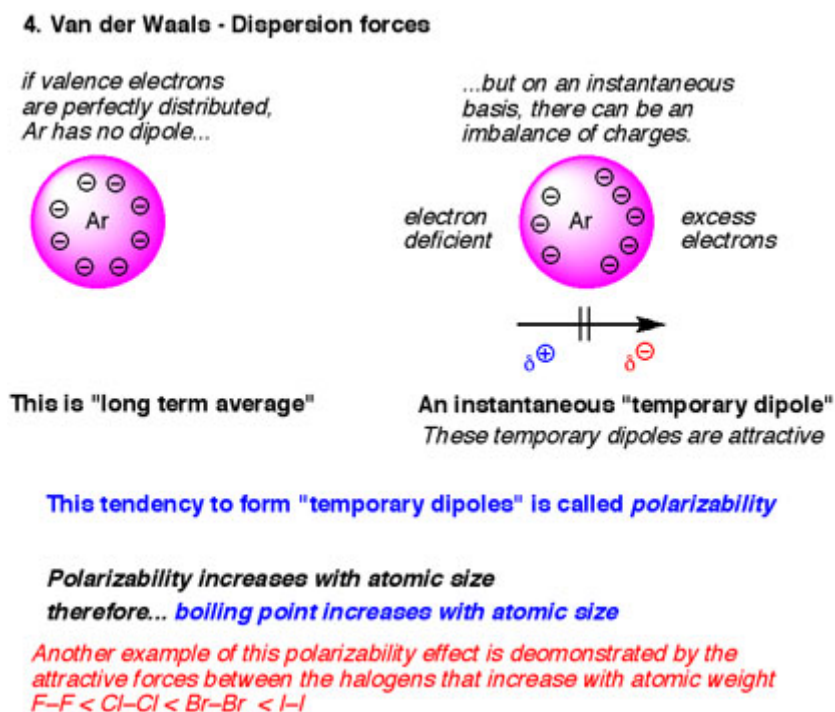 4. Van der Waals - Dispersion forces
if valence electrons
are perfectly distributed,
Ar has no dipole...
...but on an instantaneous
basis, there can be an
imbalance of charges.
Ar
electron
deficient
Ar
excess
electrons
δ⊕
δ⊖
This is "long term average"
An instantaneous "temporary dipole"
These temporary dipoles are attractive
This tendency to form "temporary dipoles" is called polarizability
Polarizability increases with atomic size
therefore... boiling point increases with atomic size
Another example of this polarizability effect is deomonstrated by the
attractive forces between the halogens that increase with atomic weight
F–F < Cl–Cl < Br–Br < I–I